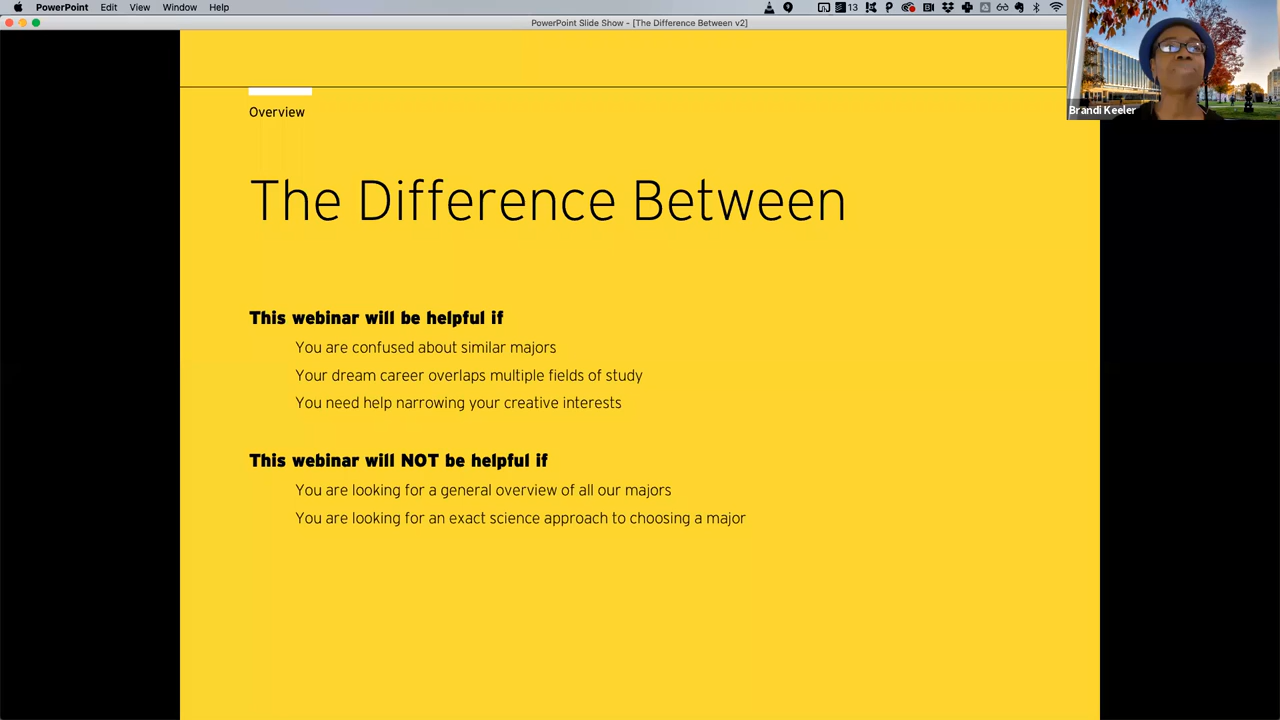 PowerPoint Edit View Window Help
13
PowerPoint Slide Show - [The Difference Between v2]
Brandi Keeler
Overview
The Difference Between
This webinar will be helpful if
You are confused about similar majors
Your dream career overlaps multiple fields of study
You need help narrowing your creative interests
This webinar will NOT be helpful if
You are looking for a general overview of all our majors
You are looking for an exact science approach to choosing a major